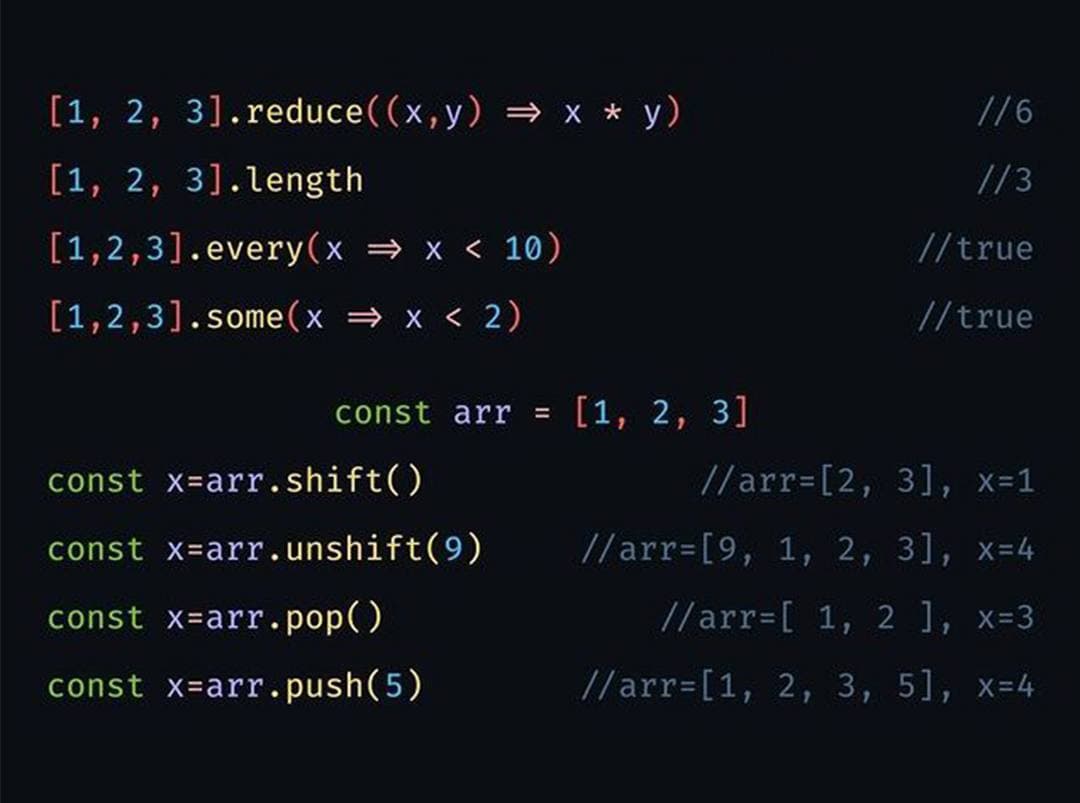 [1, 2, 3].reduce((x,y) => x * y) //6
[1, 2, 3].length //3
[1,2,3].every(x => x < 10) //true
[1,2,3].some(x => x < 2) //true
const arr = [1, 2, 3]
const x=arr.shift() //arr=[2, 3], x=1
const x=arr.unshift(9) //arr=[9, 1, 2, 3], x=4
const x=arr.pop() //arr=[ 1, 2 ], x=3
const x=arr.push(5) //arr=[1, 2, 3, 5], x=4